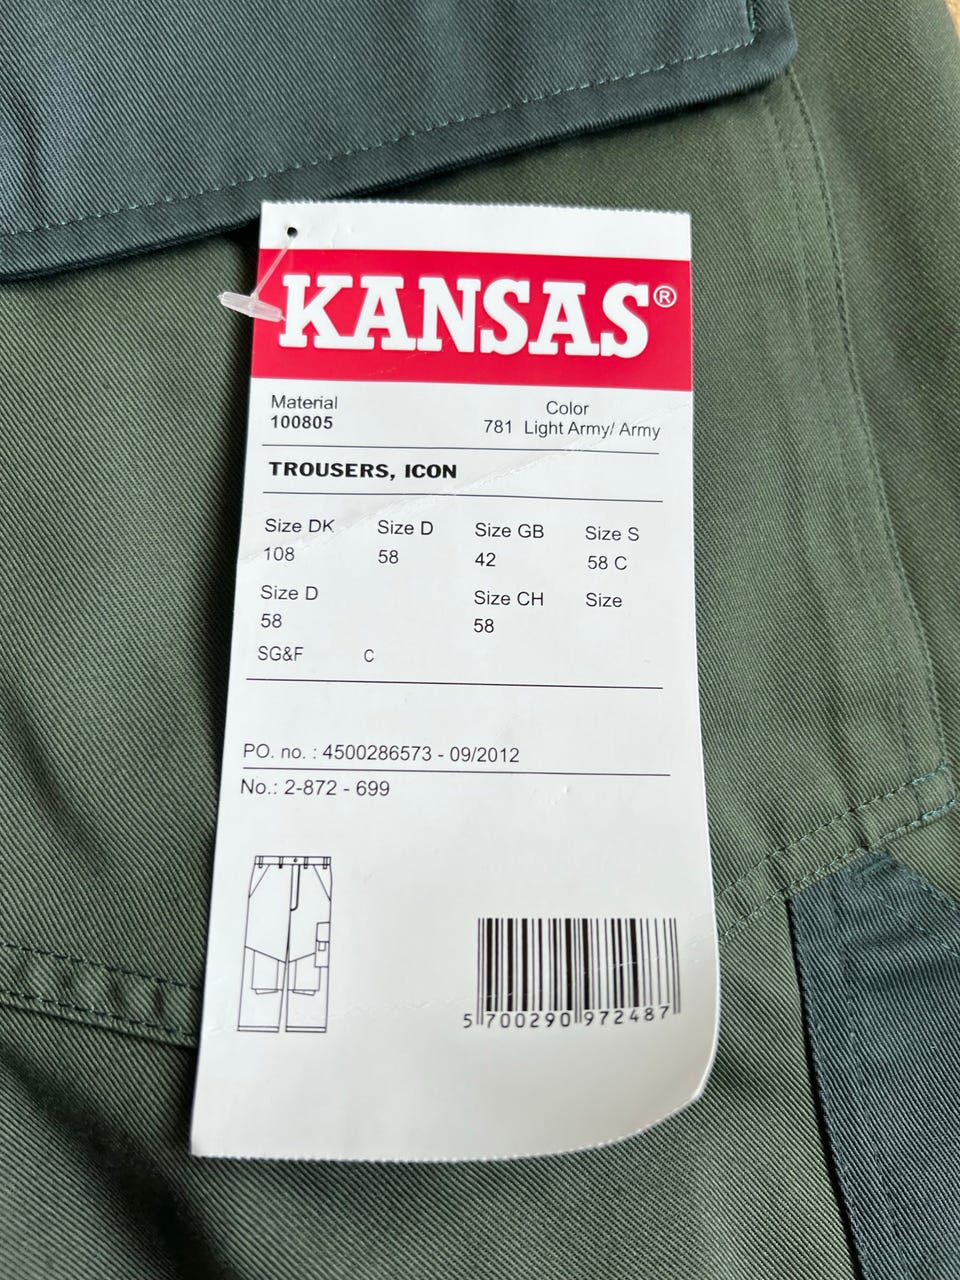 KANSAS®
Material Color
100805 781 Light Army/ Army
TROUSERS, ICON
Size DK Size D Size GB Size S
108 58 42 58 C
Size D Size CH Size
58 58
SG&F C
PO. no. : 4500286573 - 09/2012
No.: 2-872 - 699
5 700290 972487